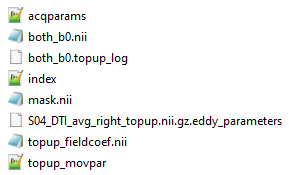 acqparams
both_b0.nii
both_b0.topup_log
index
mask.nii
S04_DTI_avg_right_topup.nii.gz.eddy_parameters
topup_fieldcoef.nii
topup_movpar